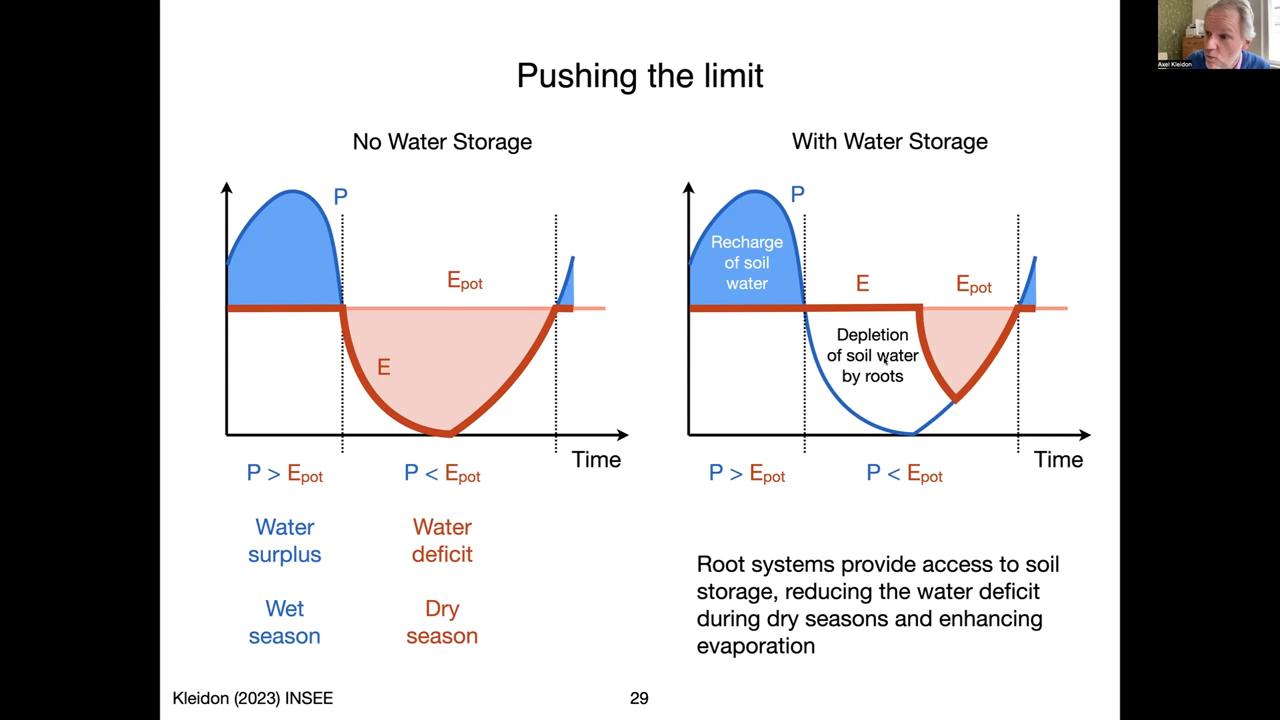 Axel Kleidon
Pushing the limit
No Water Storage
P
Epot
E
Time
P > Epot
P < Epot
Water
surplus
Water
deficit
Wet
season
Dry
season
With Water Storage
P
Recharge
of soil
water
E
Epot
Depletion
of soil water
by roots
Time
P > Epot
P < Epot
Root systems provide access to soil
storage, reducing the water deficit
during dry seasons and enhancing
evaporation
Kleidon (2023) INSEE
29